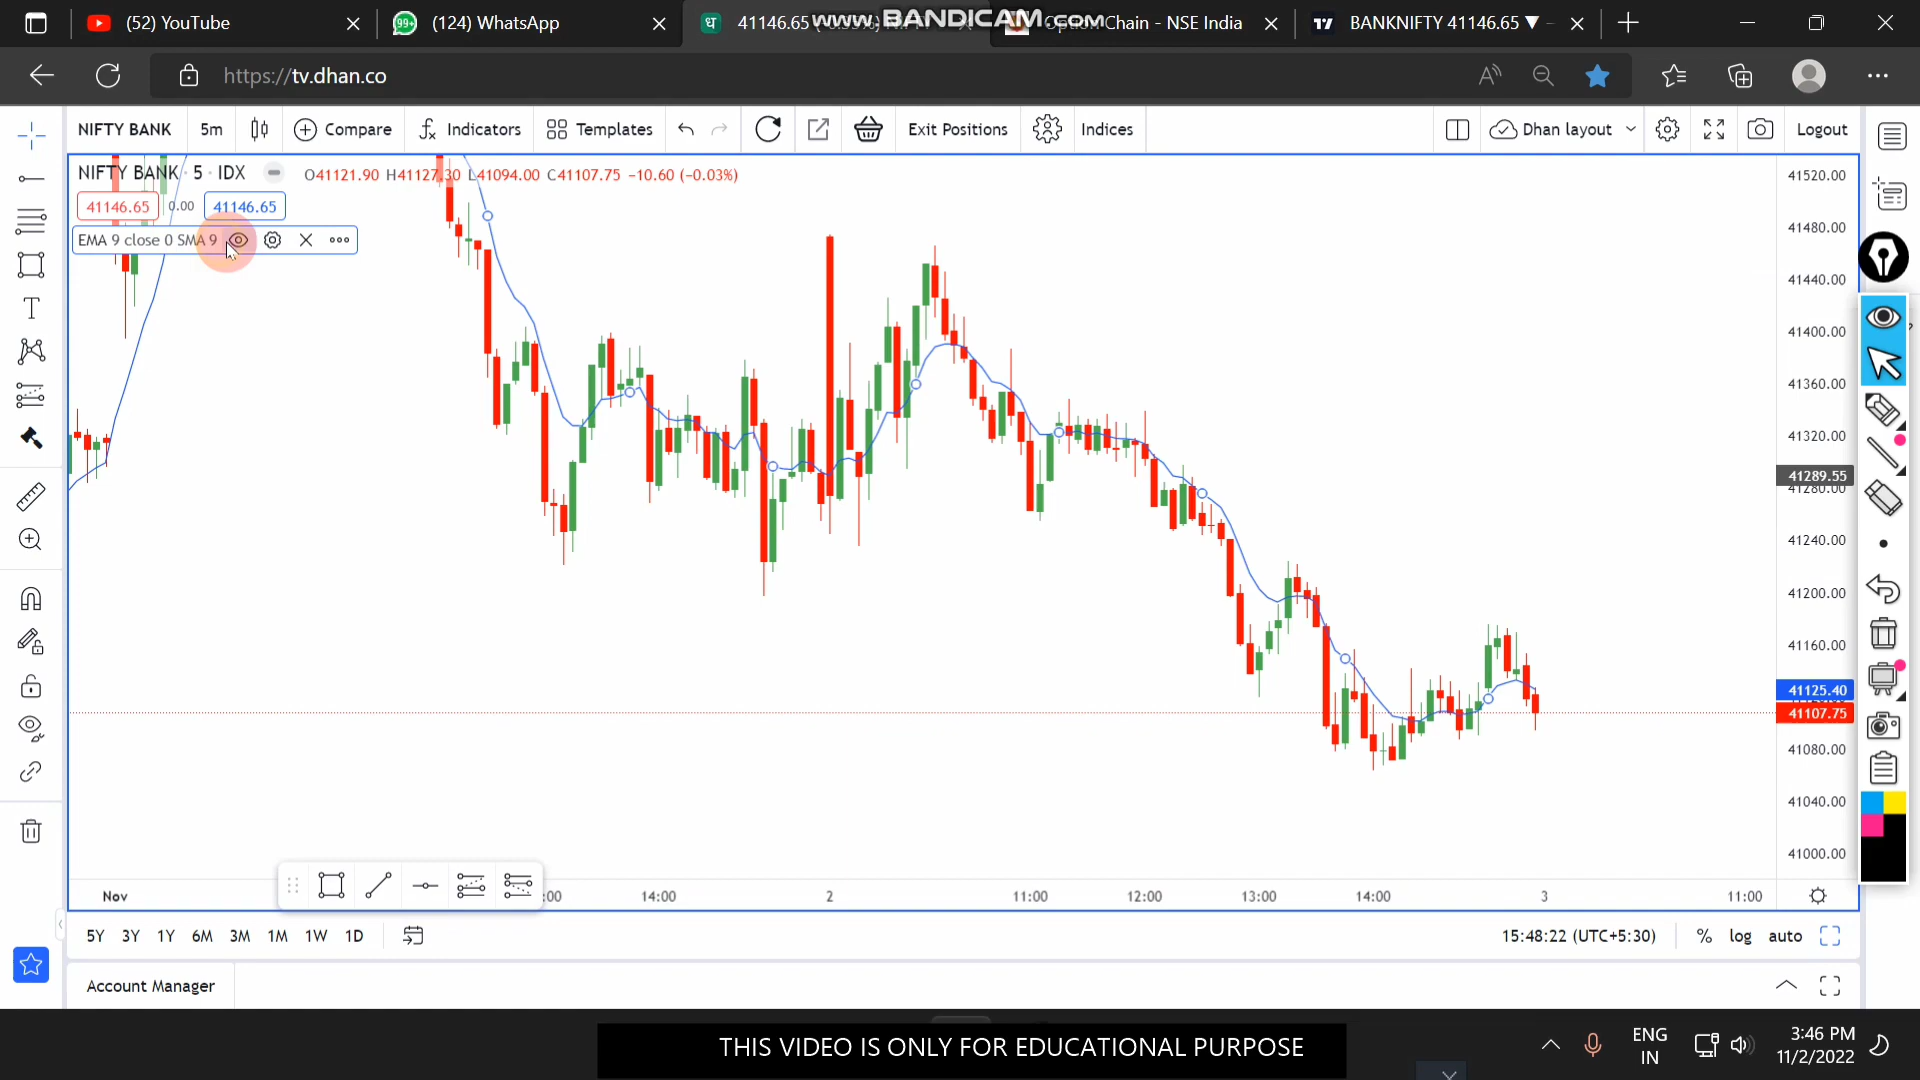 (52) YouTube
99+ (124) WhatsApp
41146.65
www.BANDICAM.com
Chain - NSE India
BANKNIFTY 41146.65 ▼ -
https://tv.dhan.co
NIFTY BANK 5m Compare Indicators Templates Exit Positions Indices Dhan layout Logout
NIFTY BANK · 5 · IDX O41121.90 H41127.30 L41094.00 C41107.75 −10.60 (−0.03%)
41146.65 0.00 41146.65
EMA 9 close 0 SMA 9
41520.00
41480.00
41440.00
41400.00
41360.00
41320.00
41289.55
41280.00
41240.00
41200.00
41160.00
41125.40
41107.75
41080.00
41040.00
41000.00
Nov :00 14:00 2 11:00 12:00 13:00 14:00 3 11:00
5Y 3Y 1Y 6M 3M 1M 1W 1D 15:48:22 (UTC+5:30) % log auto
Account Manager
THIS VIDEO IS ONLY FOR EDUCATIONAL PURPOSE
ENG
IN
3:46 PM
11/2/2022